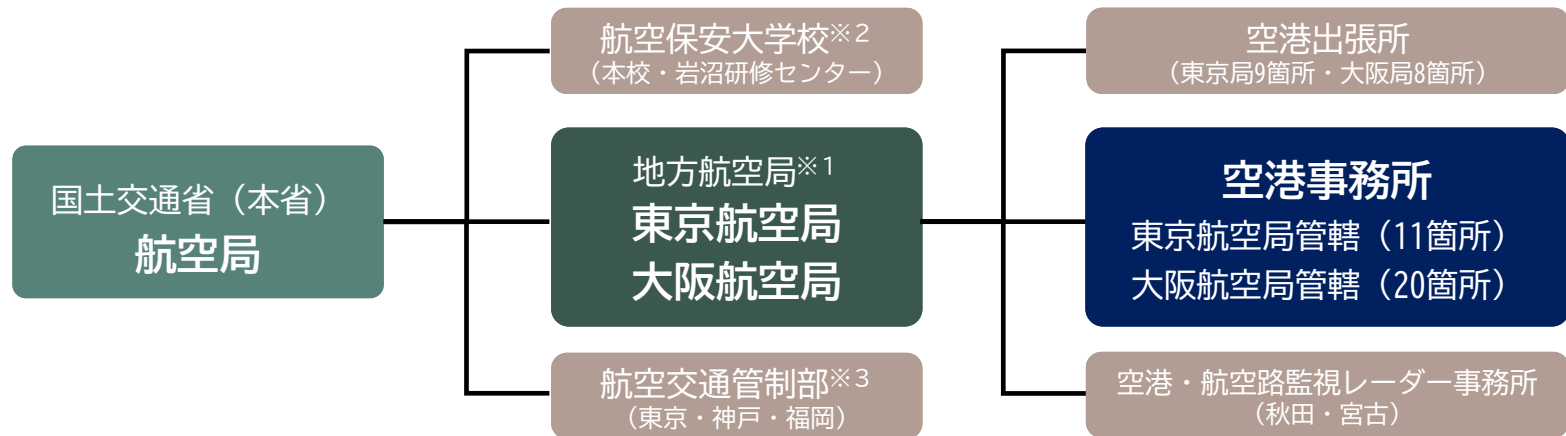 国土交通省（本省）
航空局
航空保安大学校※2
（本校・岩沼研修センター）
地方航空局※1
東京航空局
大阪航空局
航空交通管制部※3
（東京・神戸・福岡）
空港出張所
（東京局9箇所・大阪局8箇所）
空港事務所
東京航空局管轄（11箇所）
大阪航空局管轄（20箇所）
空港・航空路監視レーダー事務所
（秋田・宮古）